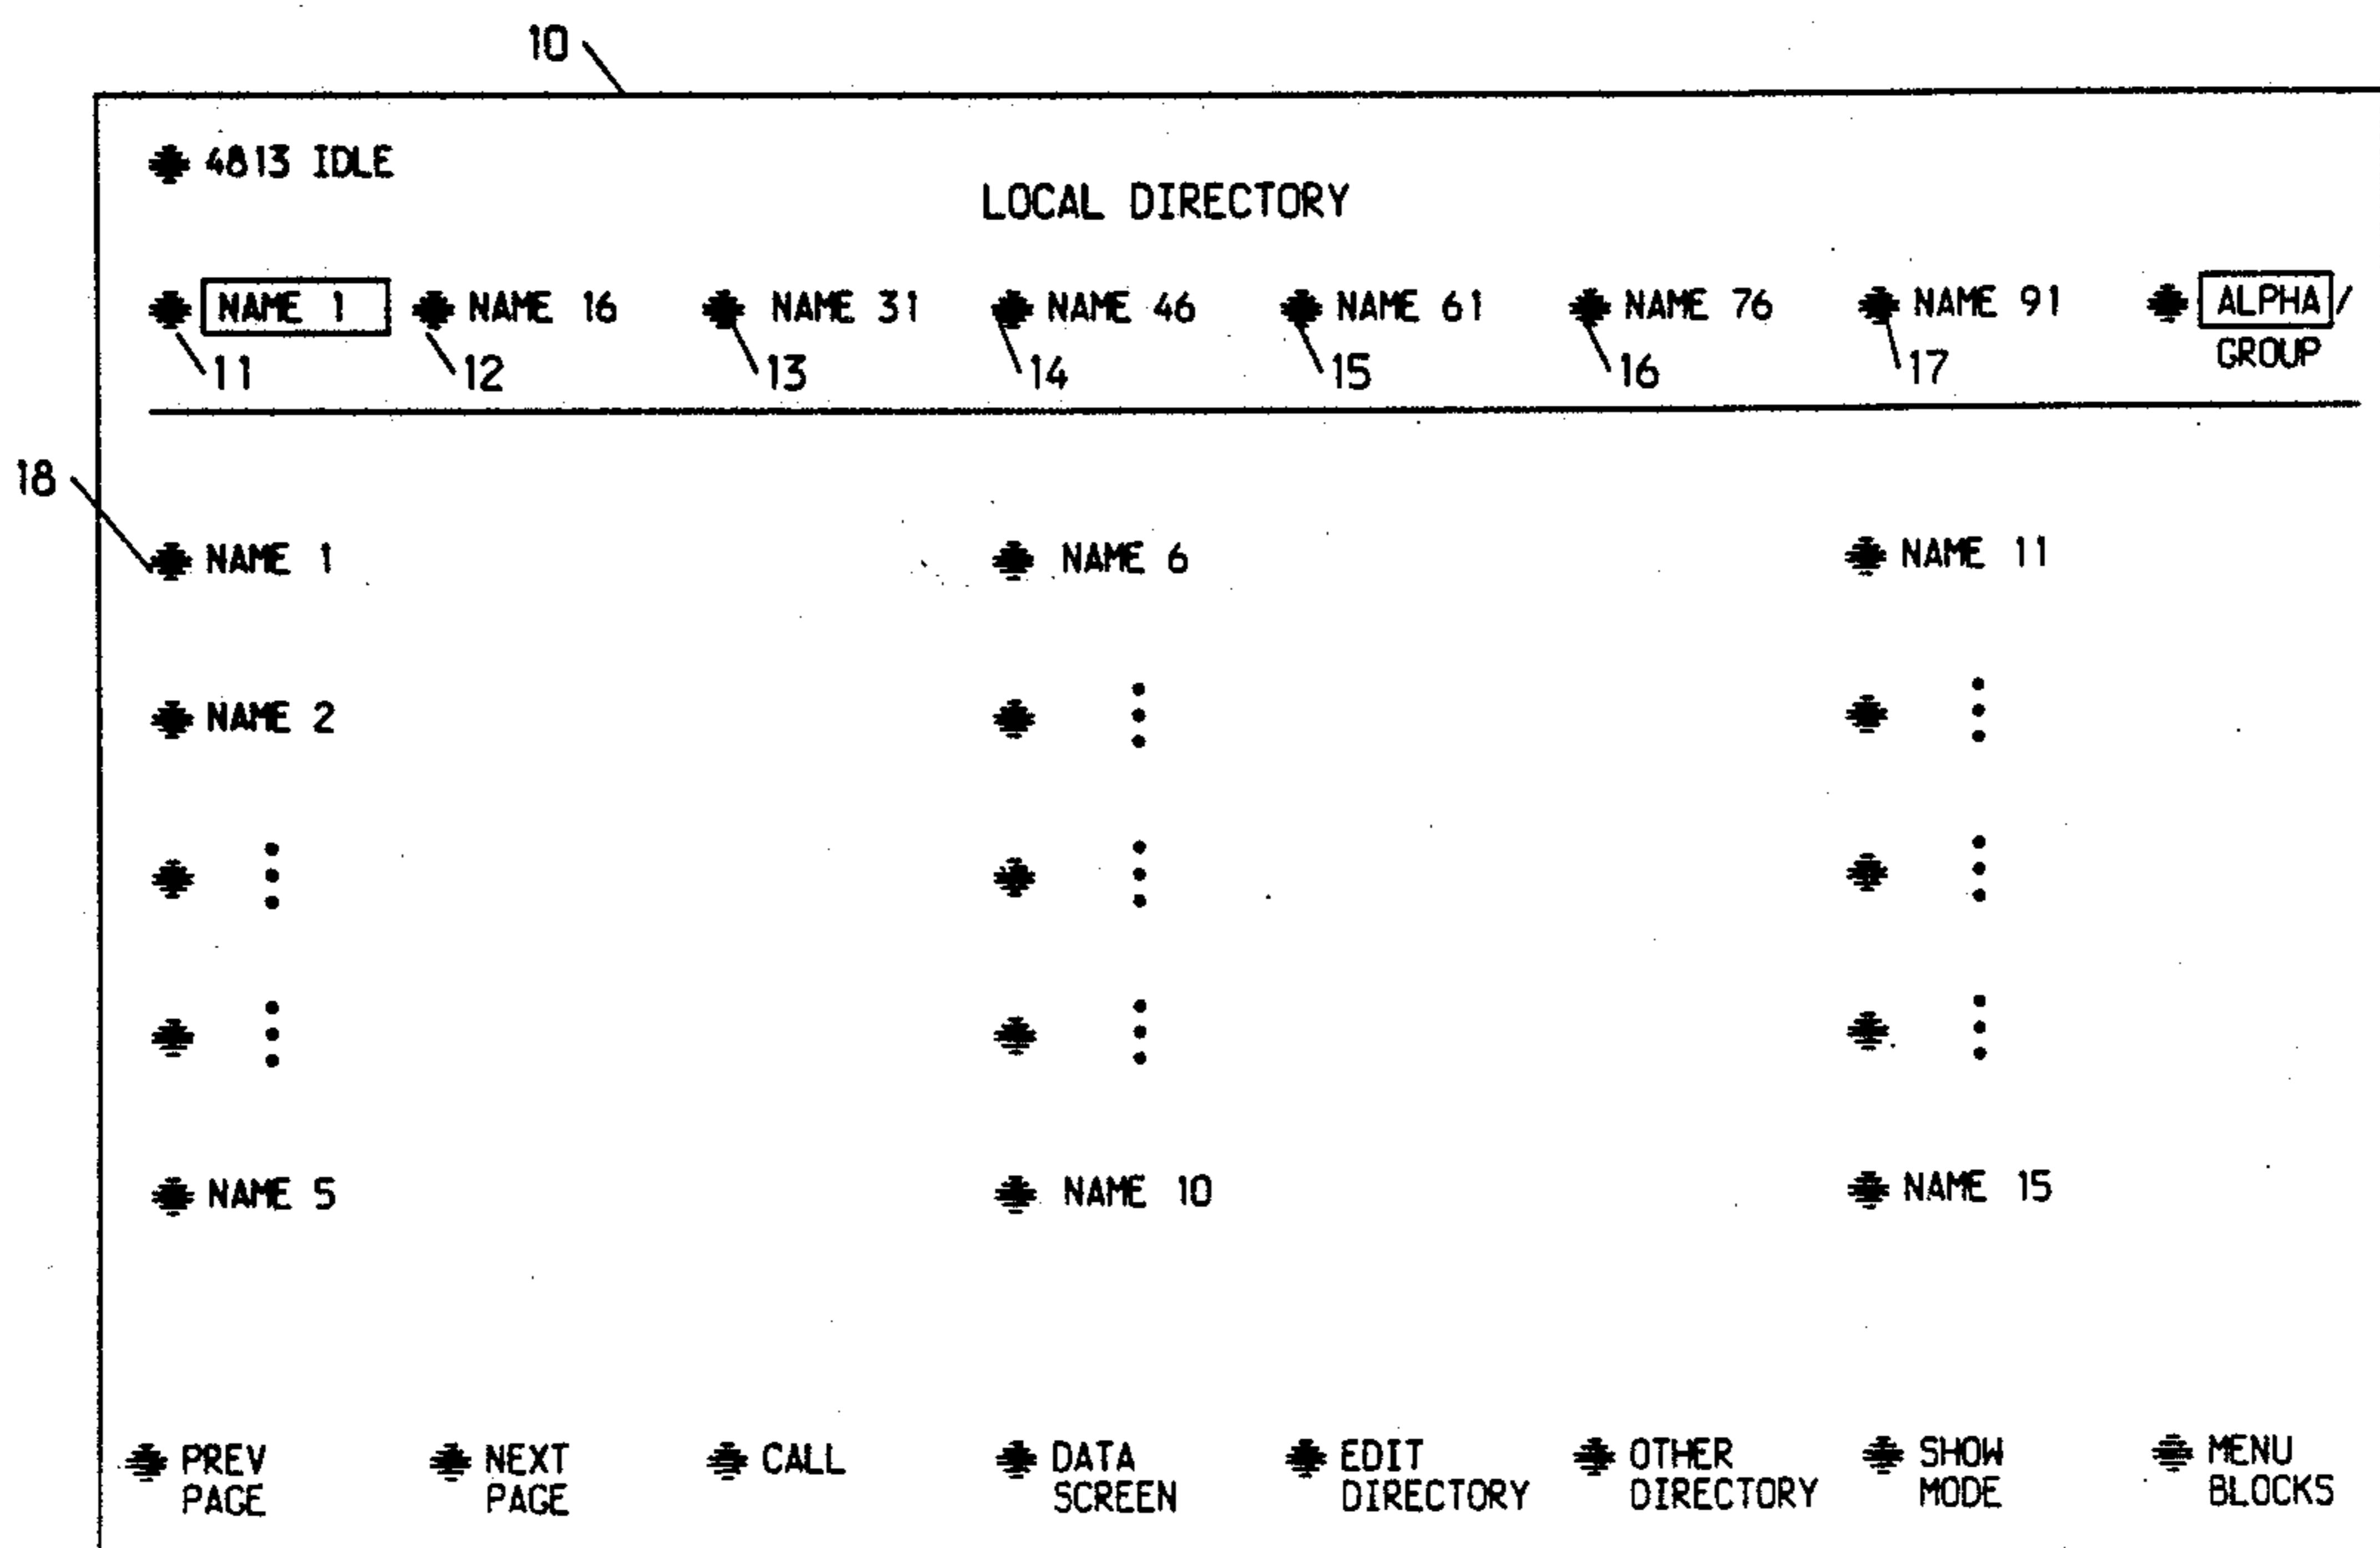 10
4813 IDLE
LOCAL DIRECTORY
NAME 1 NAME 16 NAME 31 NAME 46 NAME 61 NAME 76 NAME 91 ALPHA/
GROUP
11 12 13 14 15 16 17
18
NAME 1 NAME 6 NAME 11
NAME 2
NAME 5 NAME 10 NAME 15
PREV NEXT CALL DATA EDIT OTHER SHOW MENU
PAGE PAGE SCREEN DIRECTORY DIRECTORY MODE BLOCKS